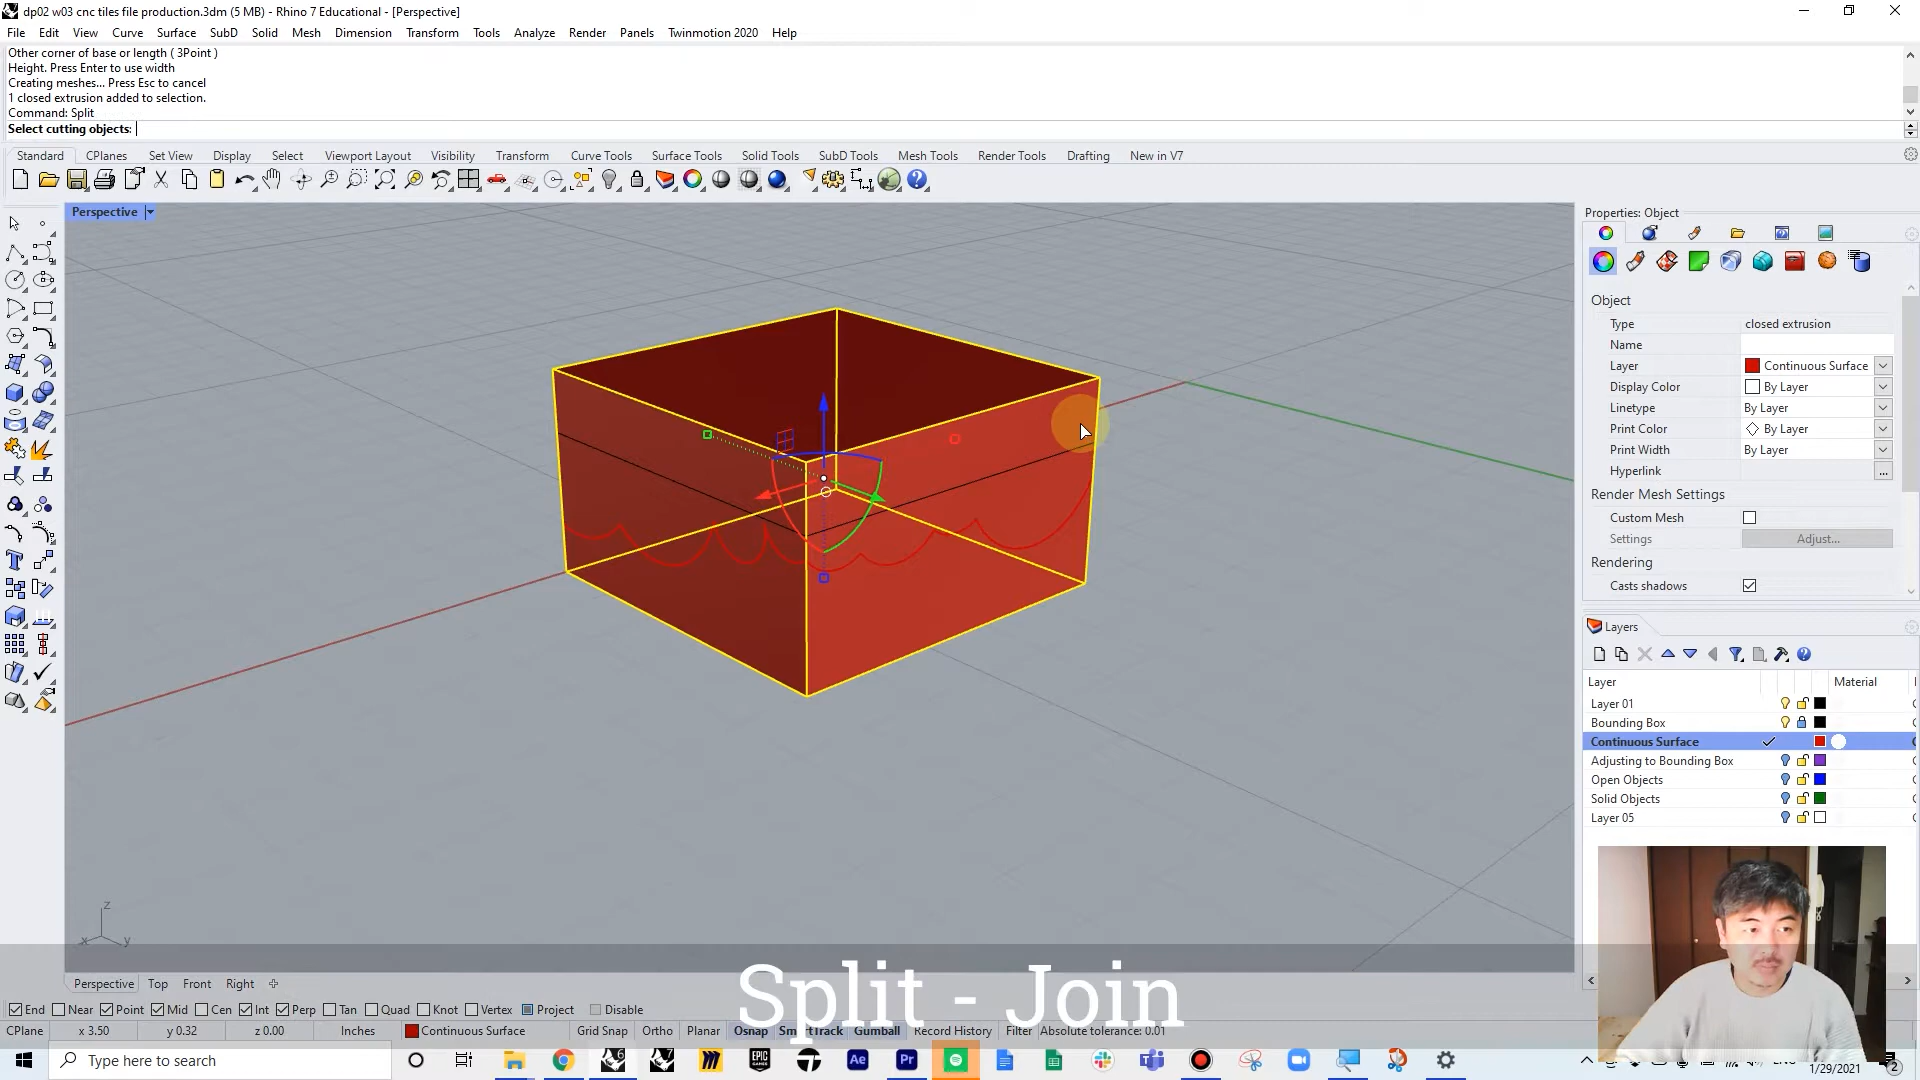 dp02 w03 cnc tiles file production.3dm (5 MB) - Rhino 7 Educational - [Perspective]
File Edit View Curve Surface SubD Solid Mesh Dimension Transform Tools Analyze Render Panels Twinmotion 2020 Help
Other corner of base or length ( 3Point )
Height. Press Enter to use width
Creating meshes... Press Esc to cancel
1 closed extrusion added to selection.
Command: Split
Select cutting objects:
Standard CPlanes Set View Display Select Viewport Layout Visibility Transform Curve Tools Surface Tools Solid Tools SubD Tools Mesh Tools Render Tools Drafting New in V7
Perspective
Properties: Object
Object
Type closed extrusion
Name
Layer Continuous Surface
Display Color By Layer
Linetype By Layer
Print Color By Layer
Print Width By Layer
Hyperlink ...
Render Mesh Settings
Custom Mesh
Settings Adjust...
Rendering
Casts shadows
Layers
Layer Material
Layer 01
Bounding Box
Continuous Surface
Adjusting to Bounding Box
Open Objects
Solid Objects
Layer 05
z
x y
Perspective Top Front Right
Split - Join
End Near Point Mid Cen Int Perp Tan Quad Knot Vertex Project Disable
CPlane x 3.50 y 0.32 z 0.00 Inches Continuous Surface Grid Snap Ortho Planar Osnap SmartTrack Gumball Record History Filter Absolute tolerance: 0.01
Type here to search
1/29/2021